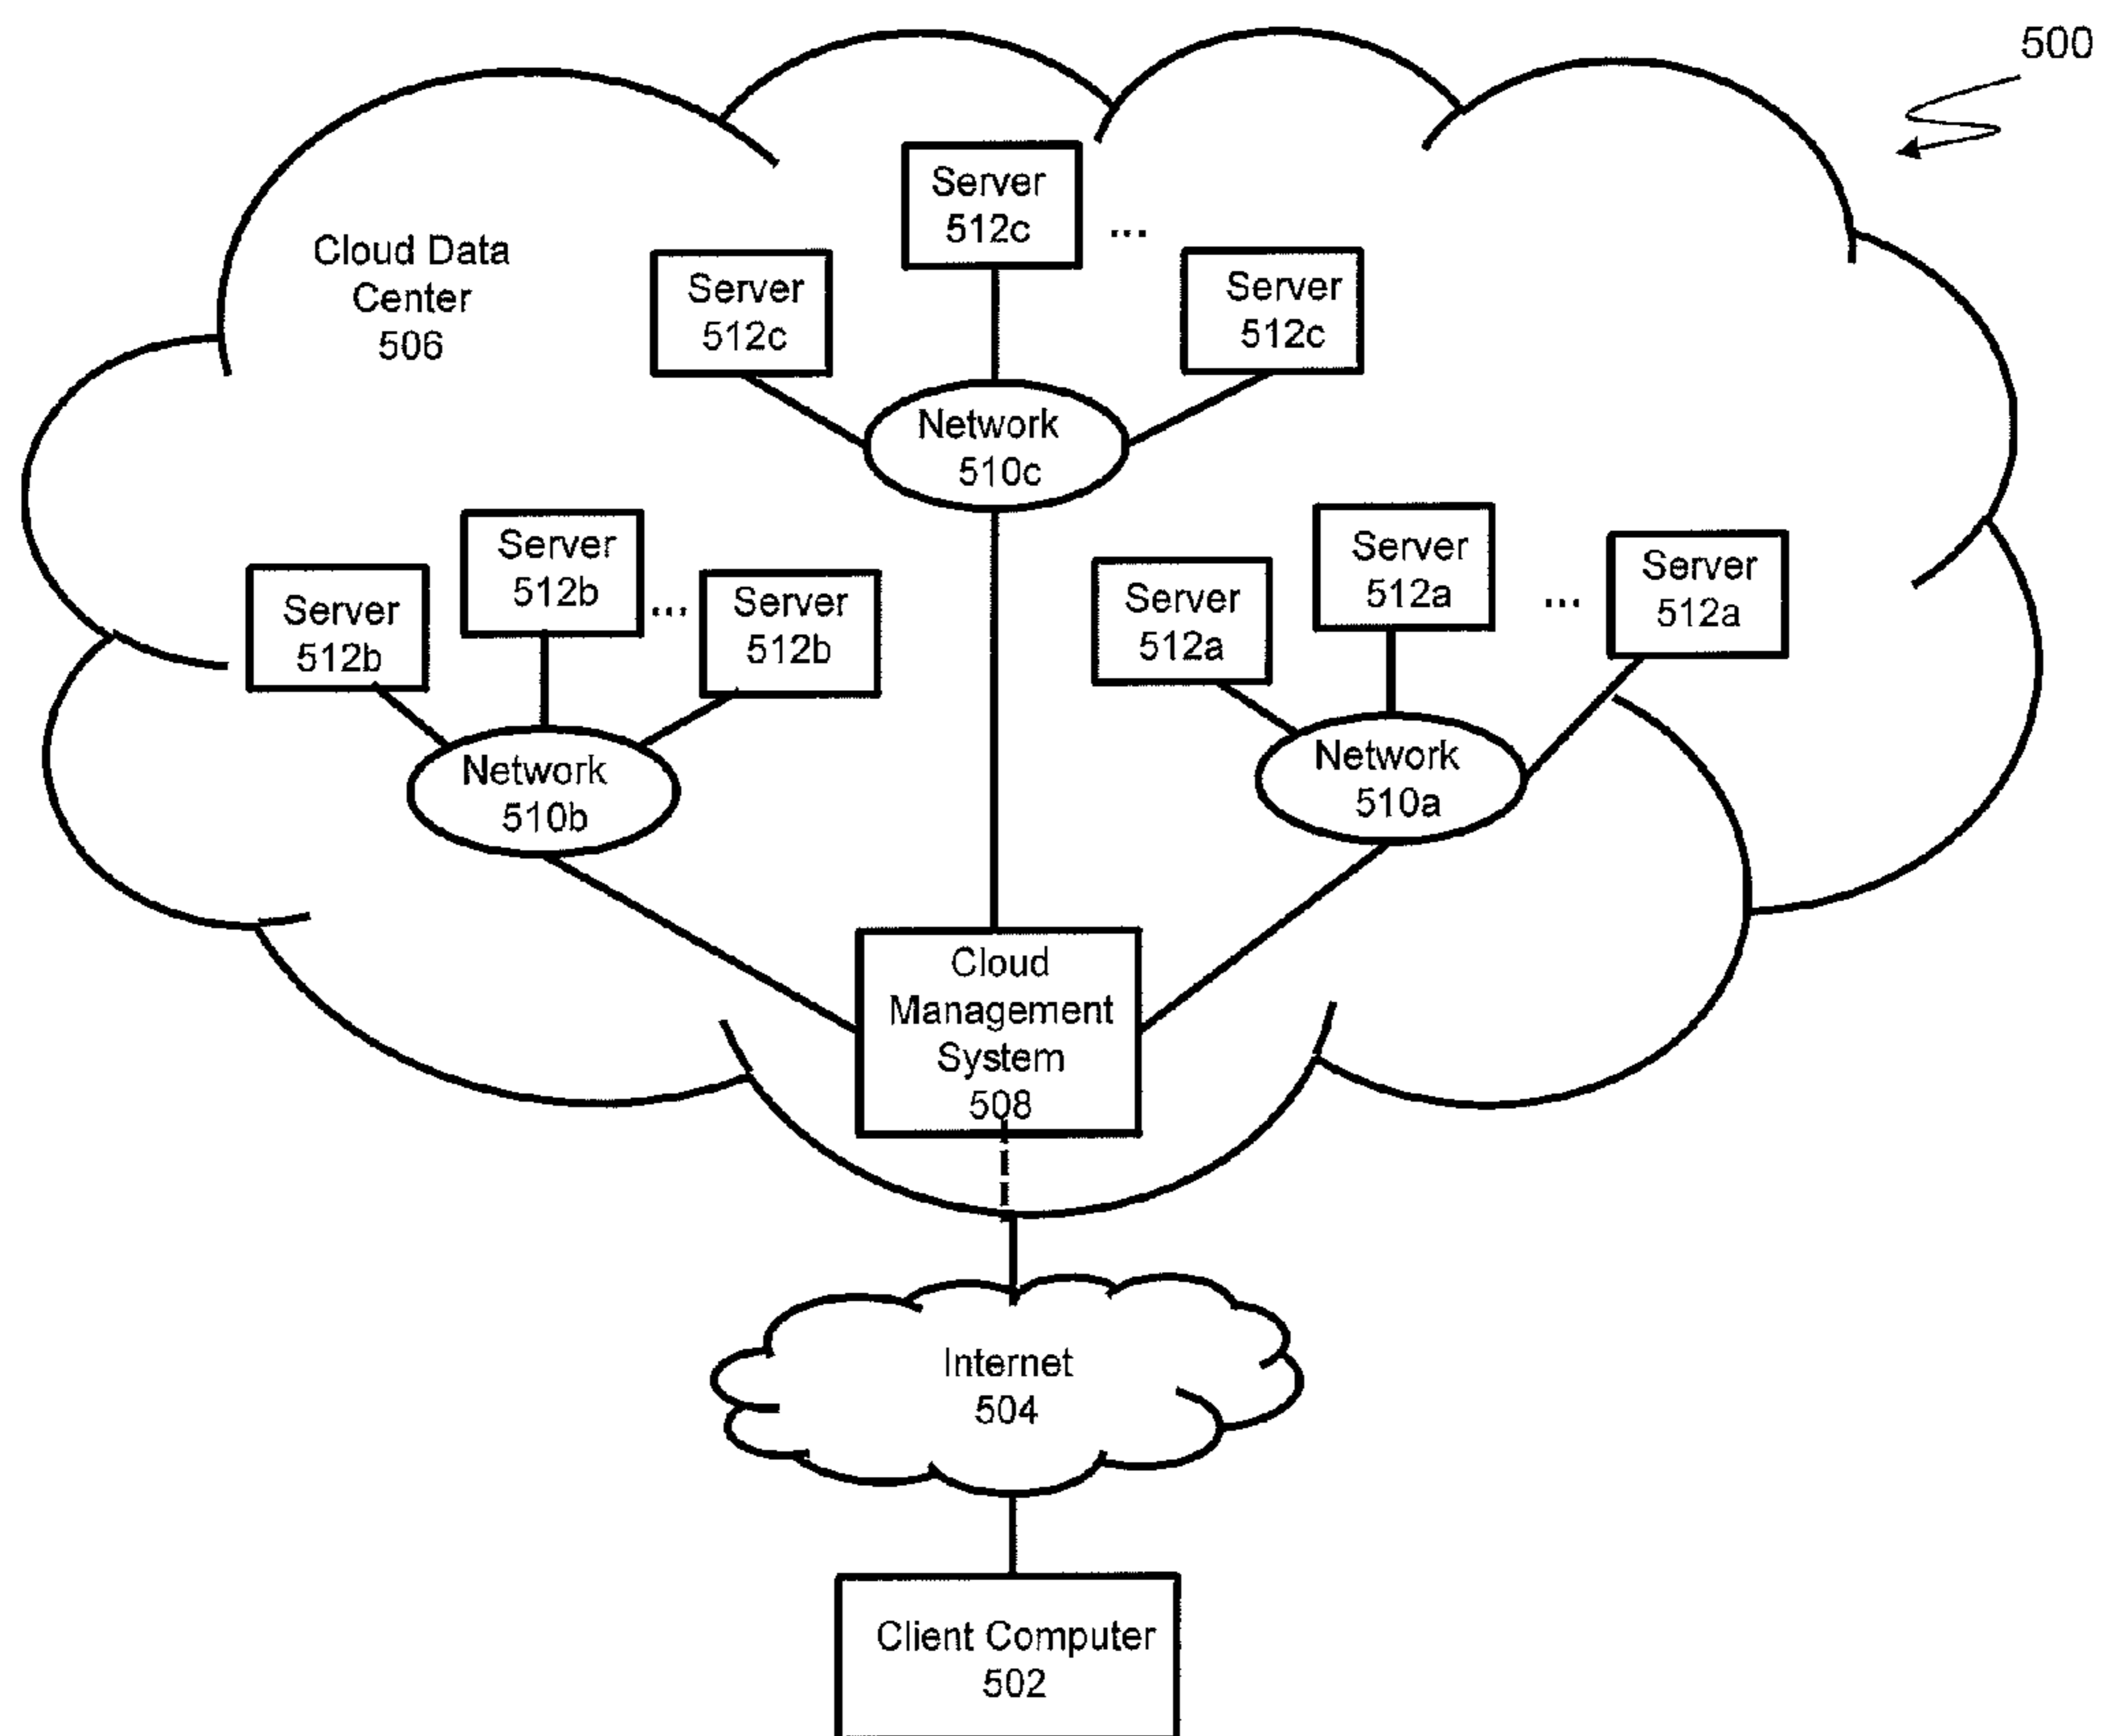 500
Cloud Data
Center
506
Server
512c
...
Server
512c
Server
512c
Network
510c
Server
512b
Server
512b
...
Server
512b
Network
510b
Server
512a
Server
512a
...
Server
512a
Network
510a
Cloud
Management
System
508
Internet
504
Client Computer
502